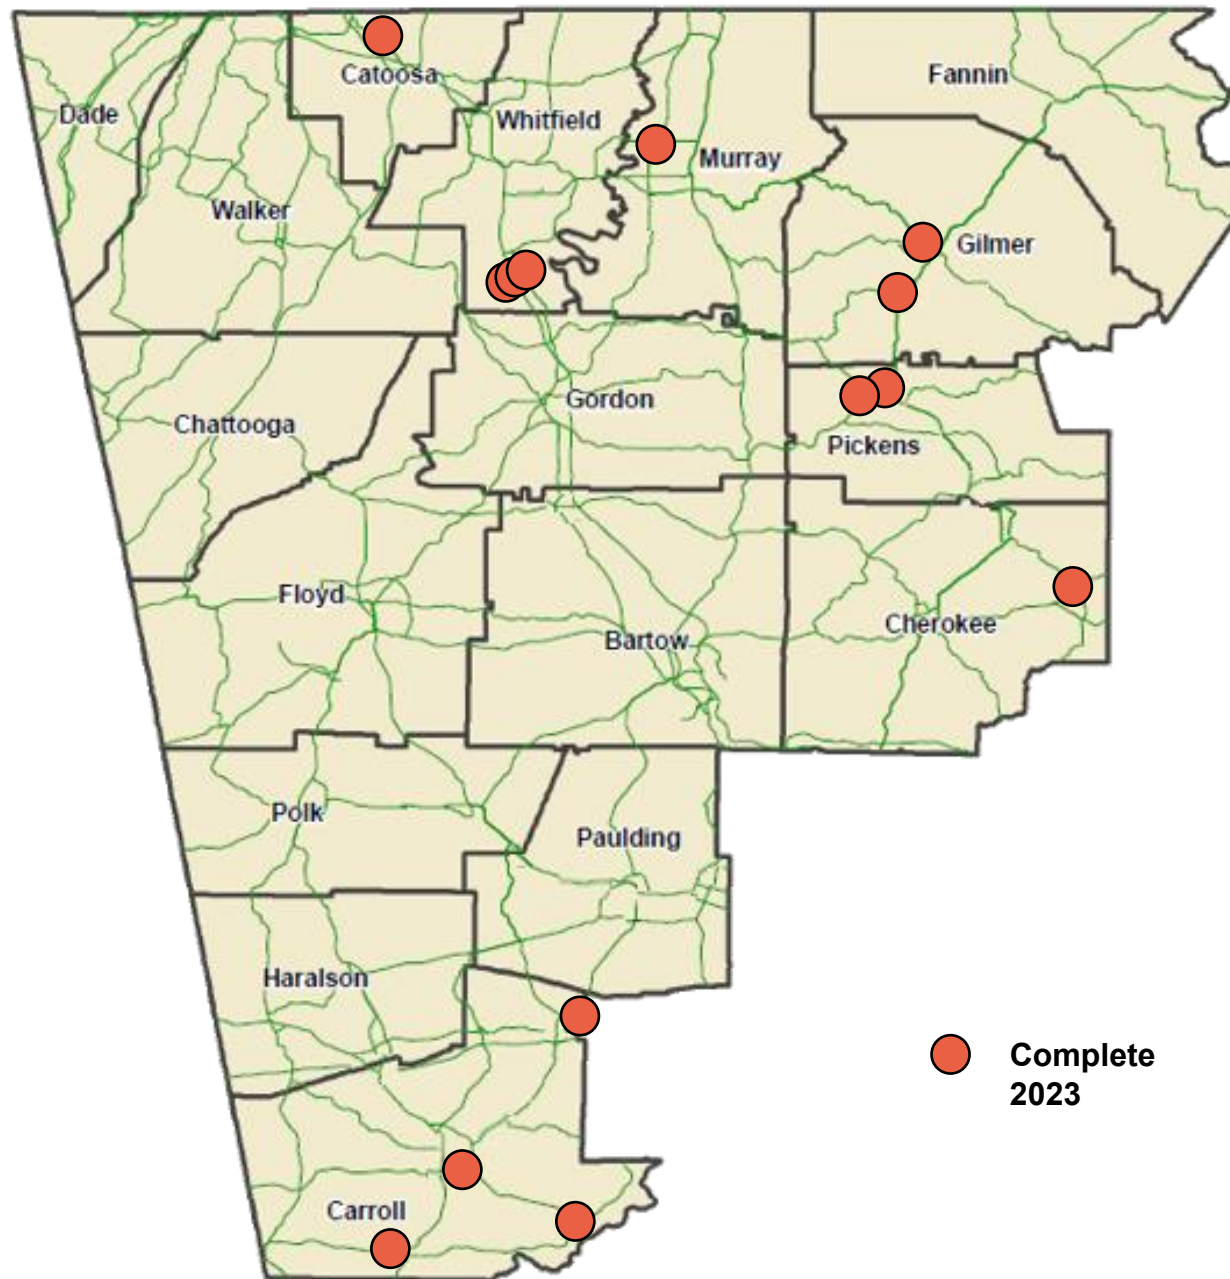 Catoosa
Fannin
Dade
Whitfield
Murray
Walker
Gilmer
Gordon
Chattooga
Pickens
Floyd
Cherokee
Bartow
Polk
Paulding
Haralson
Complete
2023
Carroll